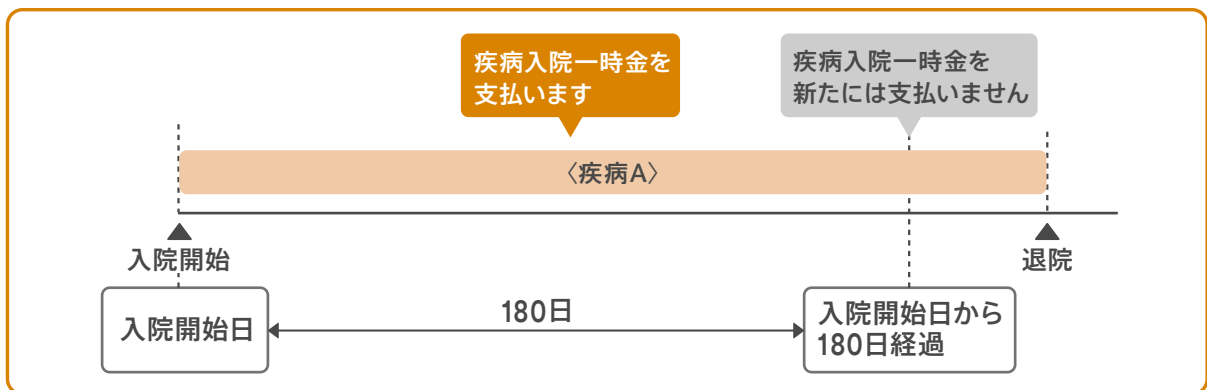 疾病入院一時金を
支払います
疾病入院一時金を
新たには支払いません
〈疾病A〉
入院開始
退院
入院開始日
180日
入院開始日から
180日経過